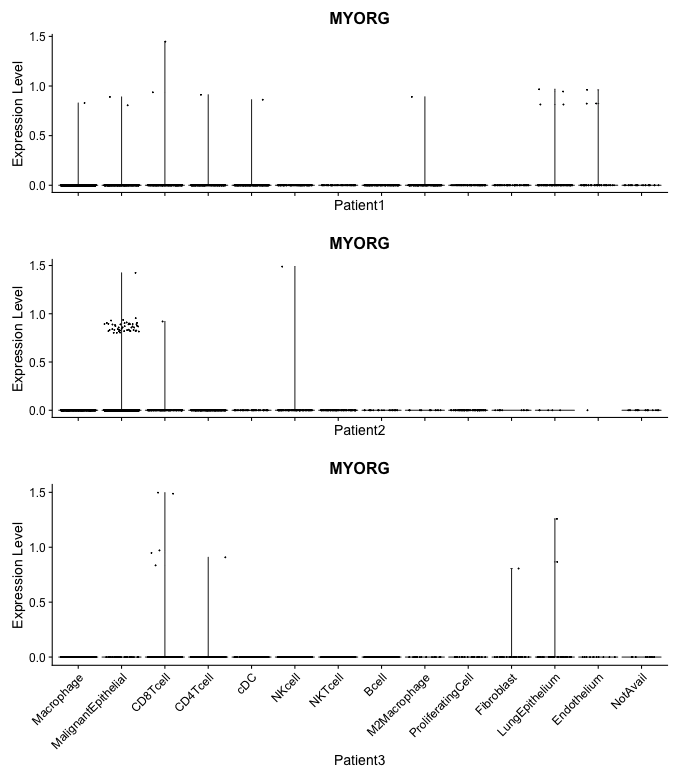 MYORG
1.5
1.0
0.5
0.0
Expression Level
Patient1
MYORG
1.5
1.0
0.5
0.0
Expression Level
Patient2
MYORG
1.5
1.0
0.5
0.0
Expression Level
Macrophage
MalignantEpithelial
CD8Tcell
CD4Tcell
cDC
NKcell
NKTcell
Bcell
M2Macrophage
ProliferatingCell
Fibroblast
LungEpithelium
Endothelium
NotAvail
Patient3